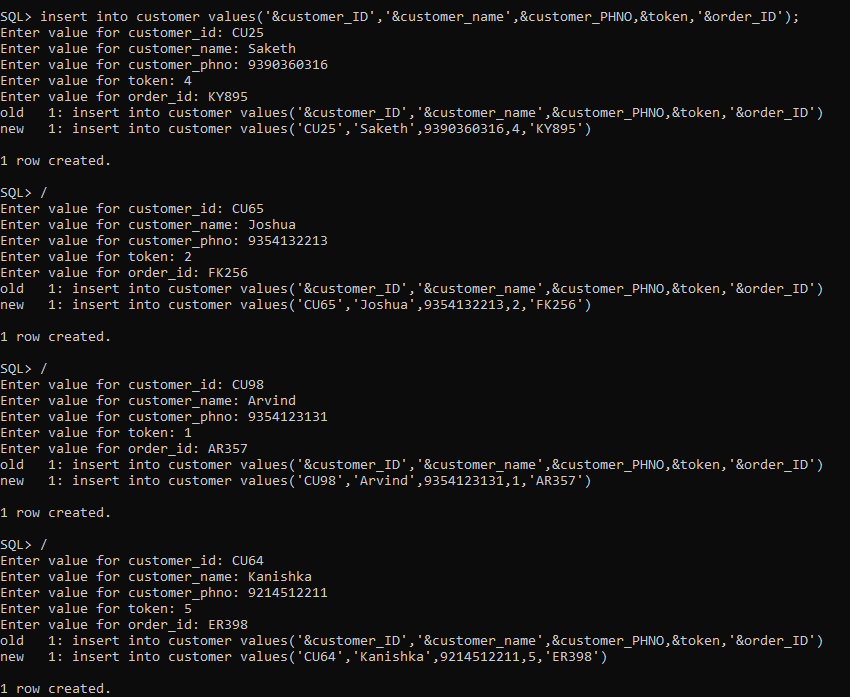 SQL> insert into customer values('&customer_ID','&customer_name',&customer_PHNO,&token,'&order_ID');
Enter value for customer_id: CU25
Enter value for customer_name: Saketh
Enter value for customer_phno: 9390360316
Enter value for token: 4
Enter value for order_id: KY895
old   1: insert into customer values('&customer_ID','&customer_name',&customer_PHNO,&token,'&order_ID')
new   1: insert into customer values('CU25','Saketh',9390360316,4,'KY895')

1 row created.

SQL> /
Enter value for customer_id: CU65
Enter value for customer_name: Joshua
Enter value for customer_phno: 9354132213
Enter value for token: 2
Enter value for order_id: FK256
old   1: insert into customer values('&customer_ID','&customer_name',&customer_PHNO,&token,'&order_ID')
new   1: insert into customer values('CU65','Joshua',9354132213,2,'FK256')

1 row created.

SQL> /
Enter value for customer_id: CU98
Enter value for customer_name: Arvind
Enter value for customer_phno: 9354123131
Enter value for token: 1
Enter value for order_id: AR357
old   1: insert into customer values('&customer_ID','&customer_name',&customer_PHNO,&token,'&order_ID')
new   1: insert into customer values('CU98','Arvind',9354123131,1,'AR357')

1 row created.

SQL> /
Enter value for customer_id: CU64
Enter value for customer_name: Kanishka
Enter value for customer_phno: 9214512211
Enter value for token: 5
Enter value for order_id: ER398
old   1: insert into customer values('&customer_ID','&customer_name',&customer_PHNO,&token,'&order_ID')
new   1: insert into customer values('CU64','Kanishka',9214512211,5,'ER398')

1 row created.